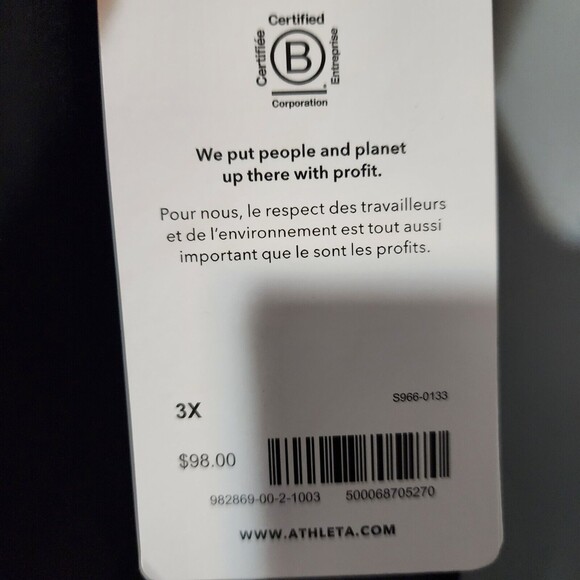 Certified
Certifiée
B
Entreprise
Corporation
We put people and planet
up there with profit.
Pour nous, le respect des travailleurs
et de l'environnement est tout aussi
important que le sont les profits.
S966-0133
3X
$98.00
982869-00-2-1003 500068705270
WWW.ATHLETA.COM